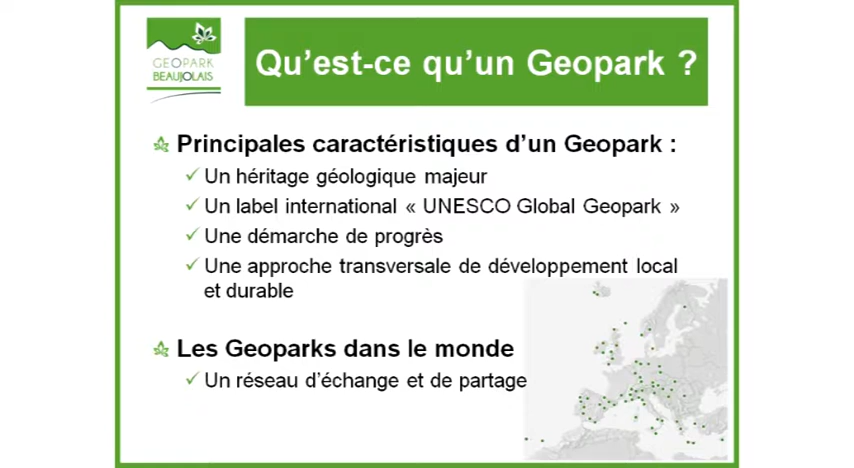 GEOPARK
BEAUJOLAIS
Qu’est-ce qu’un Geopark ?
Principales caractéristiques d’un Geopark :
Un héritage géologique majeur
Un label international « UNESCO Global Geopark »
Une démarche de progrès
Une approche transversale de développement local
et durable
Les Geoparks dans le monde
Un réseau d’échange et de partage